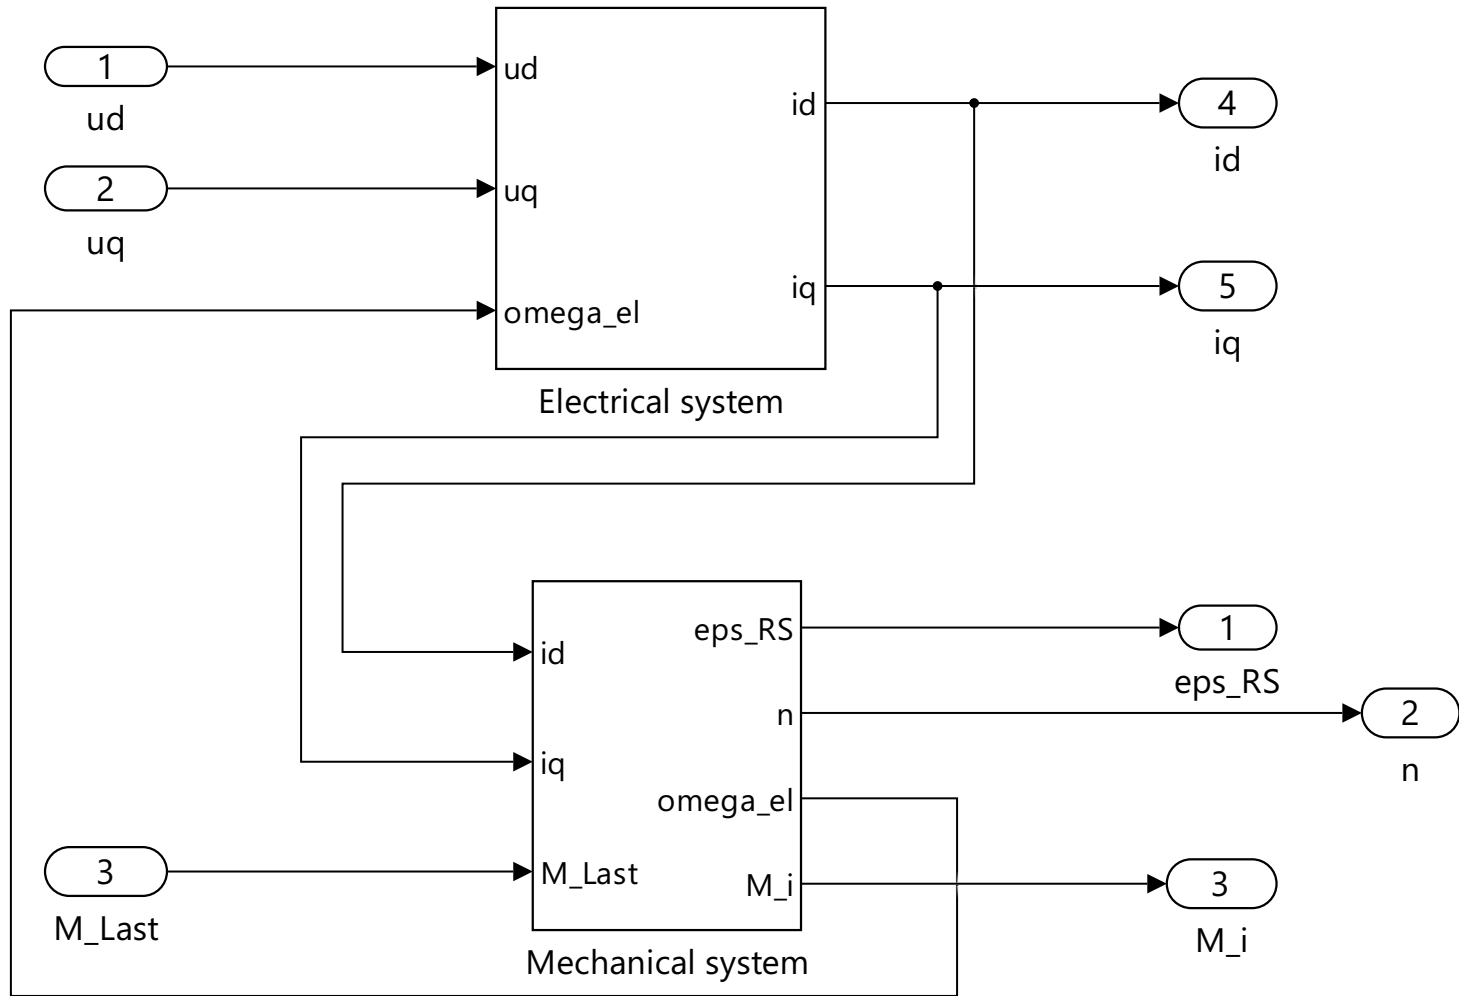 1
ud
ud
2
uq
uq
omega_el
id
iq
Electrical system
4
id
5
iq
id
iq
M_Last
eps_RS
n
omega_el
M_i
Mechanical system
3
M_Last
1
eps_RS
2
n
3
M_i